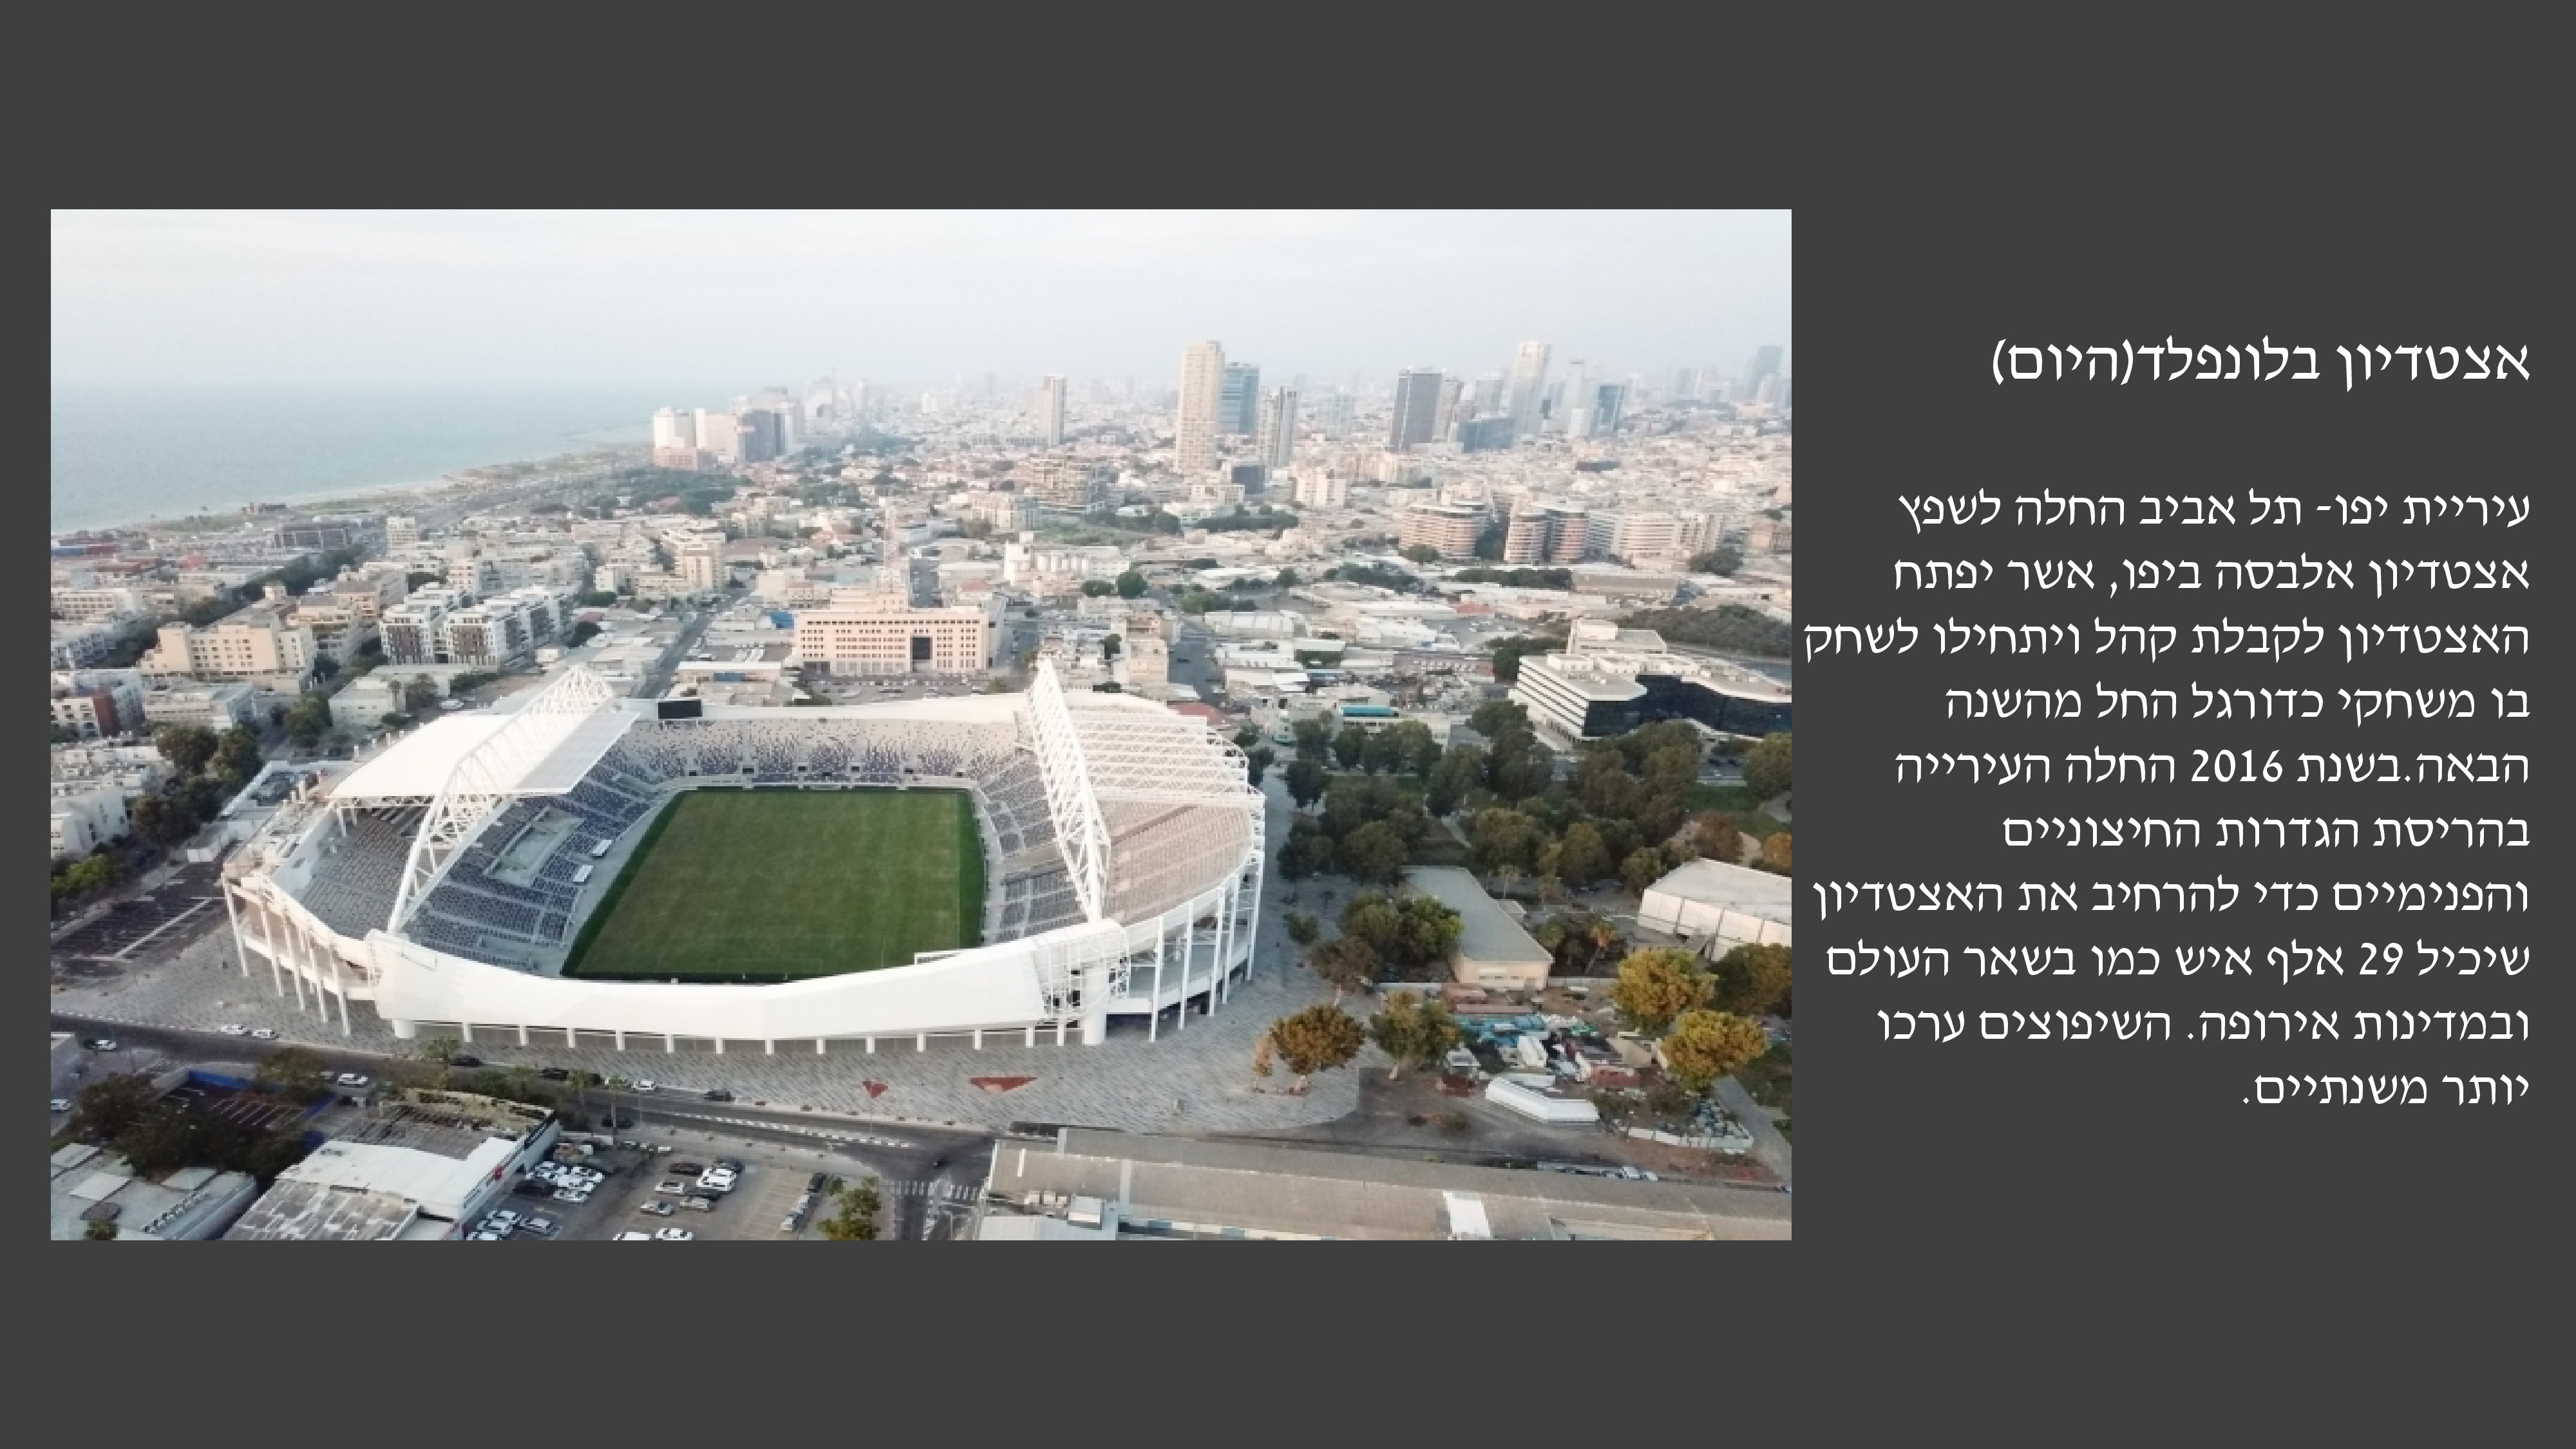 אצטדיון בלונפלד(היום)
עיריית יפו- תל אביב החלה לשפץ
אצטדיון אלבסה ביפו, אשר יפתח
האצטדיון לקבלת קהל ויתחילו לשחק
בו משחקי כדורגל החל מהשנה
הבאה.בשנת 2016 החלה העירייה
בהריסת הגדרות החיצוניים
והפנימיים כדי להרחיב את האצטדיון
שיכיל 29 אלף איש כמו בשאר העולם
ובמדינות אירופה. השיפוצים ערכו
יותר משנתיים.